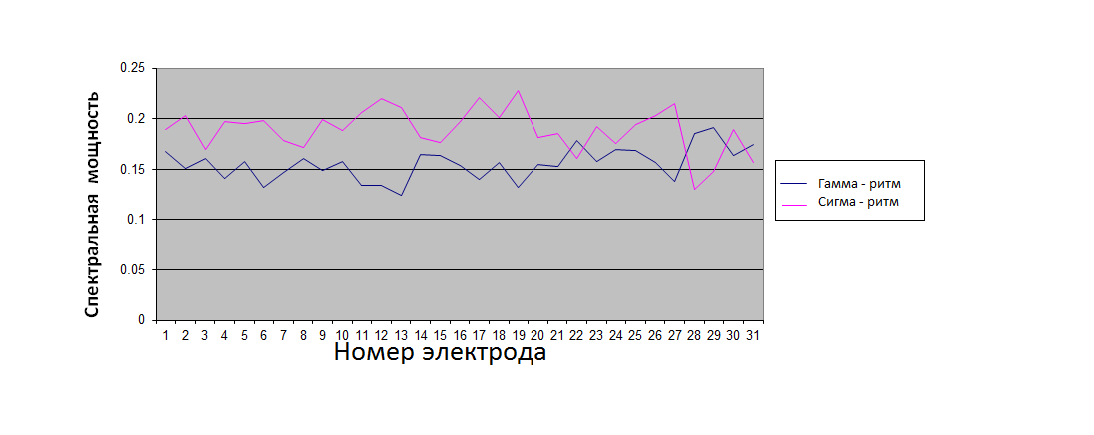 Спектральная мощность
0.25
0.2
0.15
0.1
0.05
0
1 2 3 4 5 6 7 8 9 10 11 12 13 14 15 16 17 18 19 20 21 22 23 24 25 26 27 28 29 30 31
Номер электрода
Гамма - ритм
Сигма - ритм